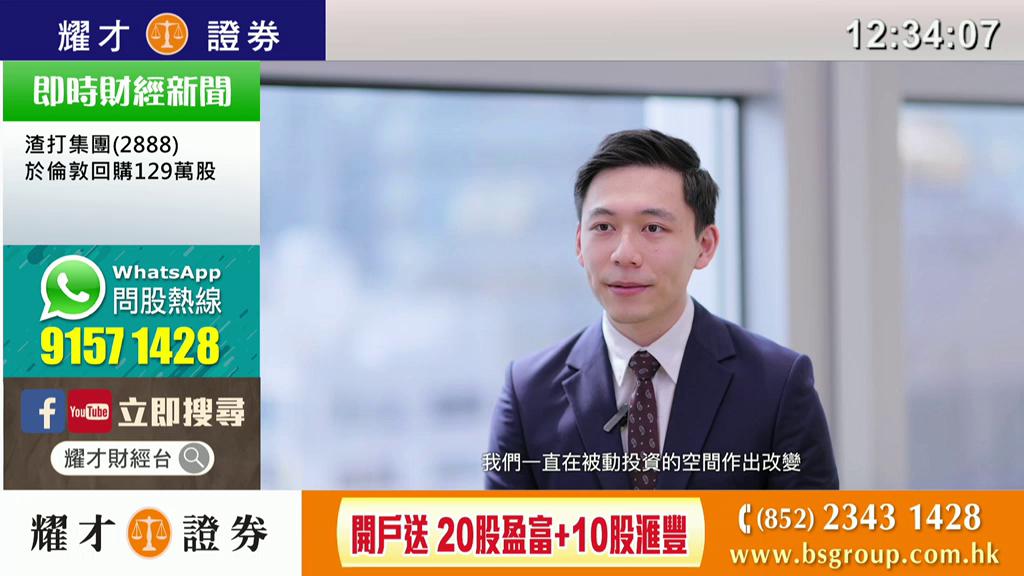 耀才 證券
12:34:07
即時財經新聞
渣打集團(2888)
於倫敦回購129萬股
WhatsApp
問股熱線
9157 1428
f YouTube 立即搜尋
耀才財經台
我們一直在被動投資的空間作出改變
耀才 證券
開戶送 20股盈富+10股滙豐
(852) 2343 1428
www.bsgroup.com.hk